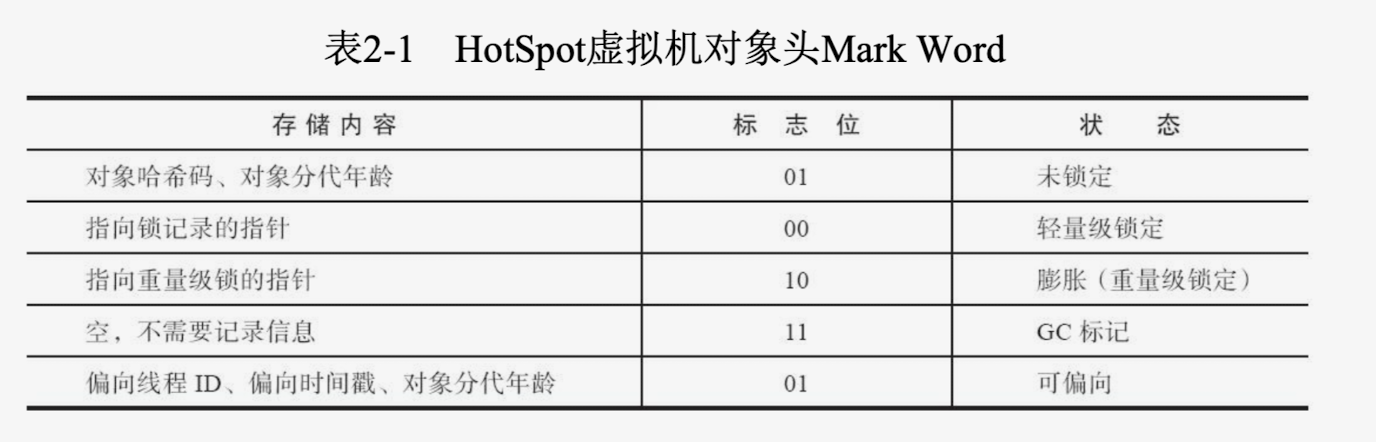 表2-1 HotSpot虚拟机对象头Mark Word
存储内容 标志位 状态
对象哈希码、对象分代年龄 01 未锁定
指向锁记录的指针 00 轻量级锁定
指向重量级锁的指针 10 膨胀（重量级锁定）
空，不需要记录信息 11 GC 标记
偏向线程 ID、偏向时间戳、对象分代年龄 01 可偏向